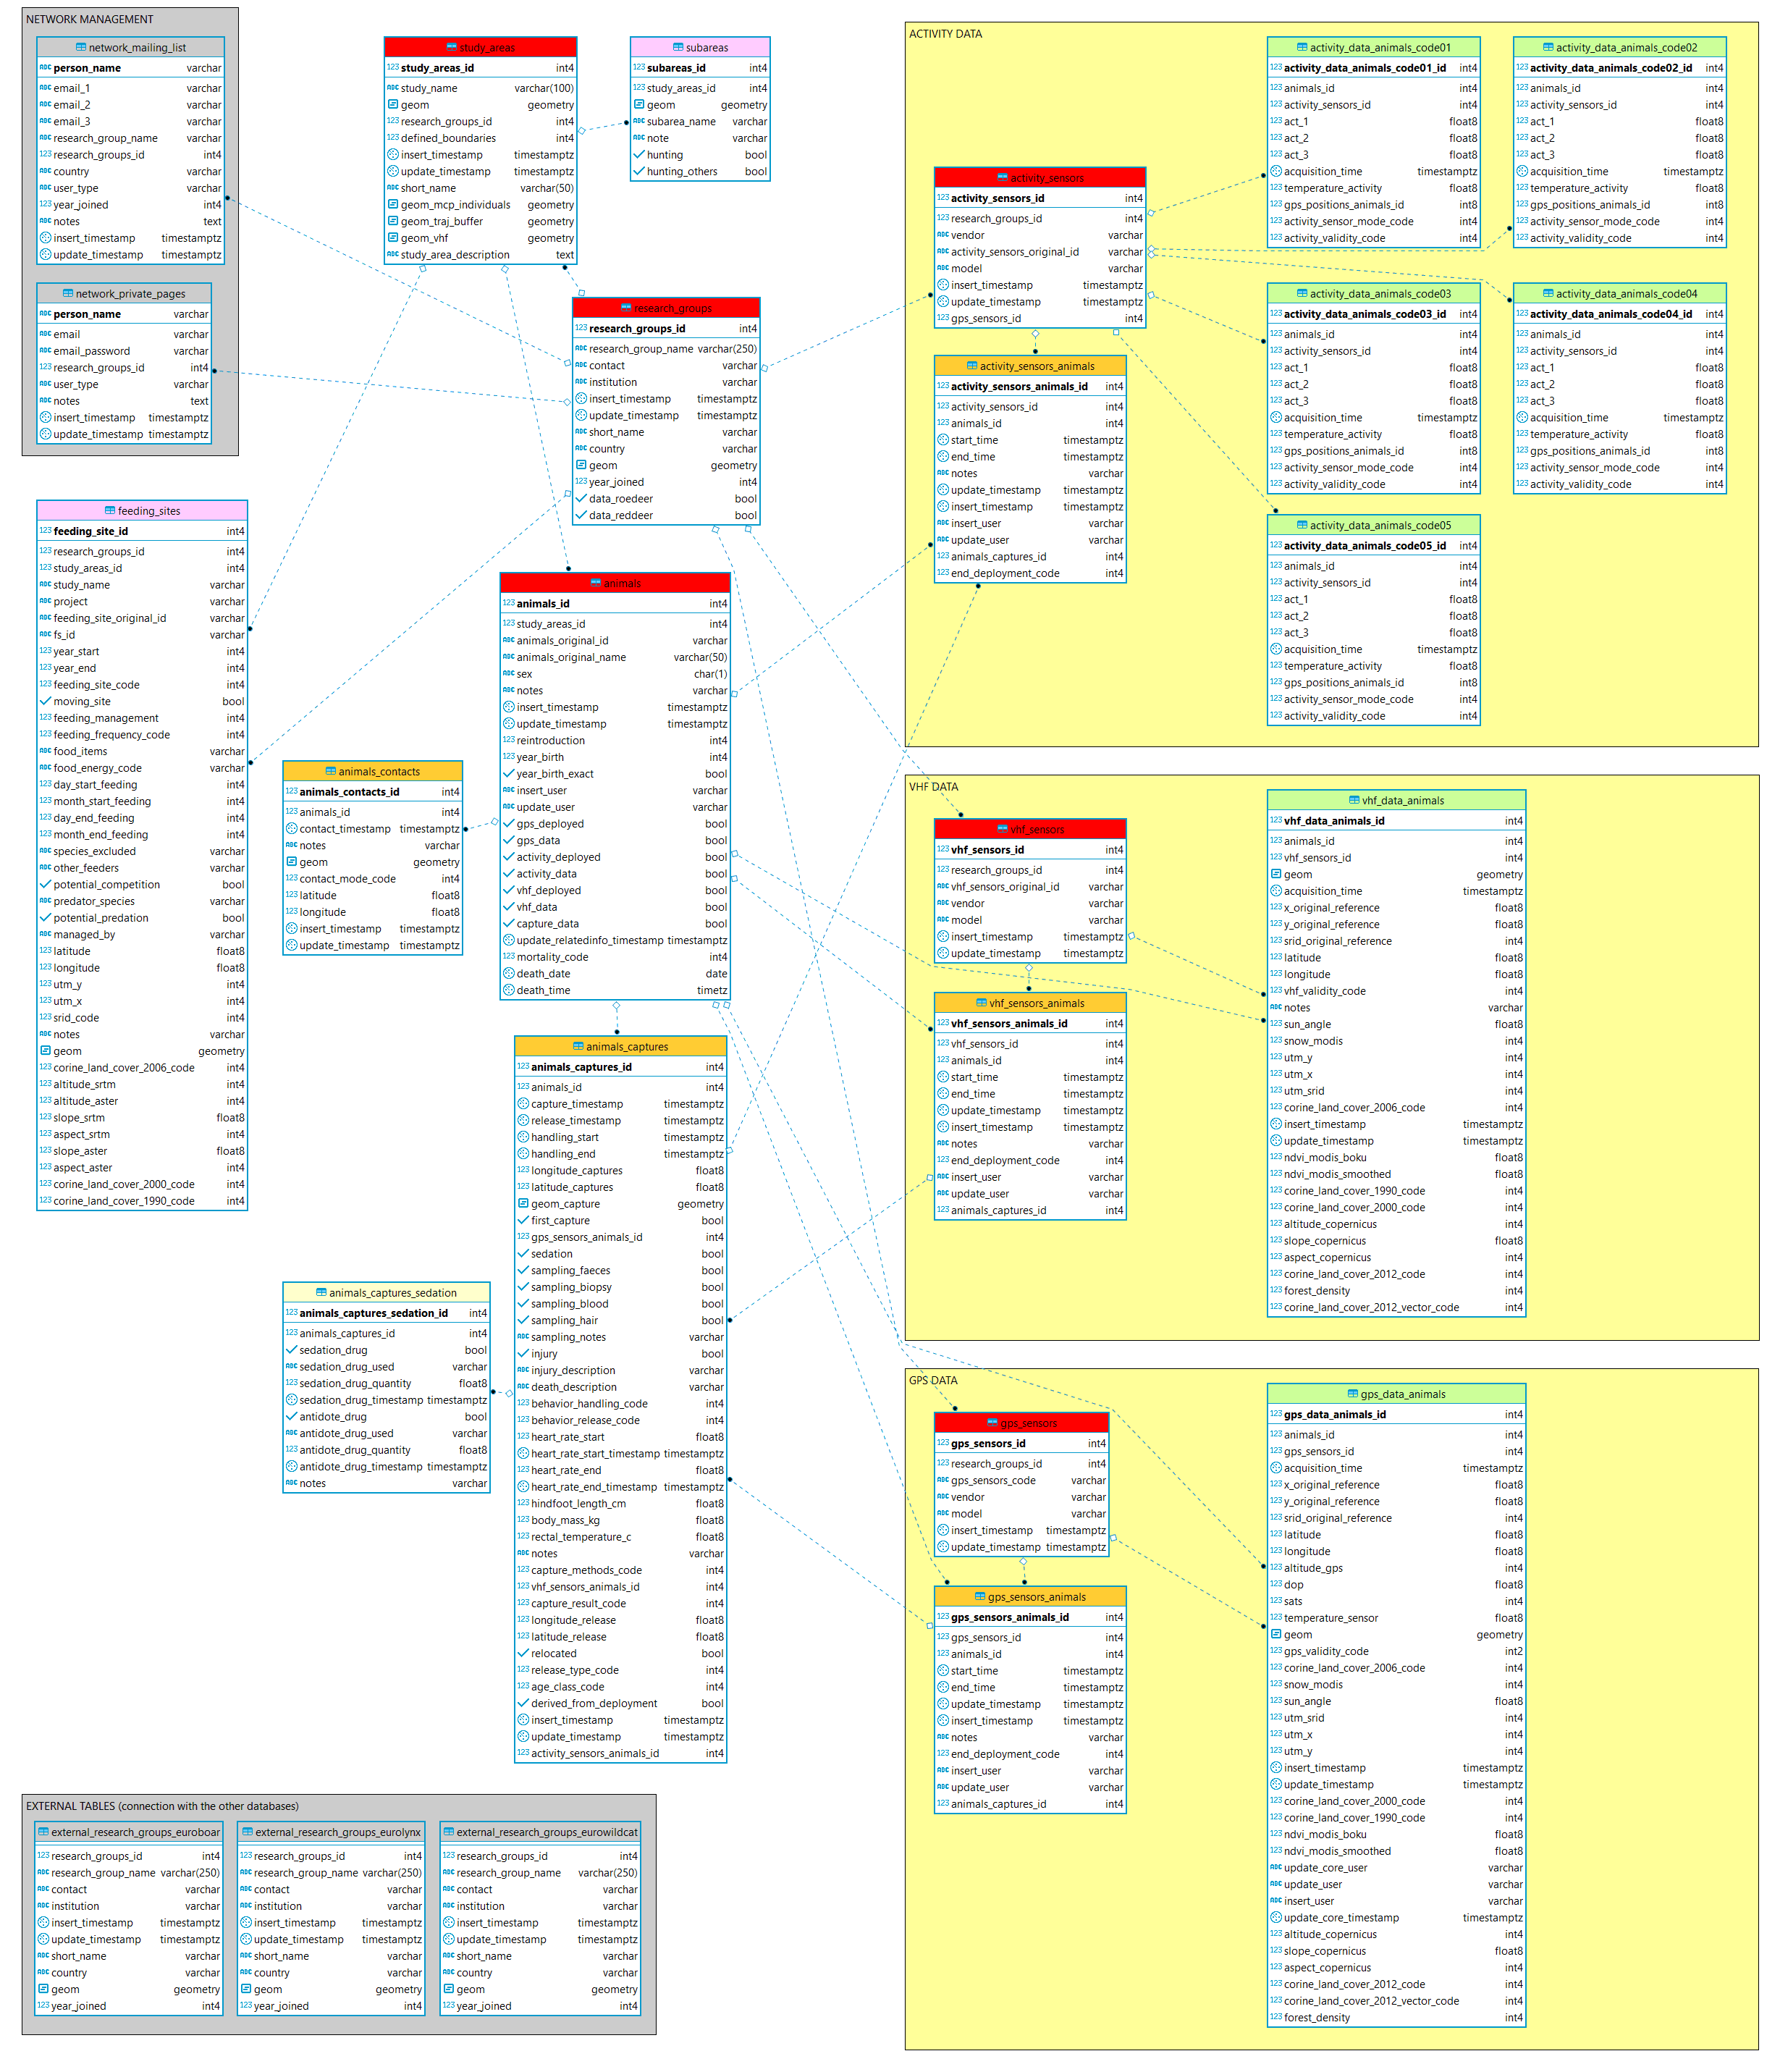 NETWORK MANAGEMENT
network_mailing_list
person_name varchar
email_1 varchar
email_2 varchar
email_3 varchar
research_group_name varchar
research_groups_id int4
country varchar
user_type varchar
year_joined int4
notes text
insert_timestamp timestamptz
update_timestamp timestamptz
network_private_pages
person_name varchar
email varchar
email_password varchar
research_groups_id int4
user_type varchar
notes text
insert_timestamp timestamptz
update_timestamp timestamptz
study_areas
study_areas_id int4
study_name varchar(100)
geom geometry
research_groups_id int4
defined_boundaries int4
insert_timestamp timestamptz
update_timestamp timestamptz
short_name varchar(50)
geom_mcp_individuals geometry
geom_traj_buffer geometry
geom_vhf geometry
study_area_description text
subareas
subareas_id int4
study_areas_id int4
geom geometry
subarea_name varchar
note varchar
hunting bool
hunting_others bool
research_groups
research_groups_id int4
research_group_name varchar(250)
contact varchar
institution varchar
insert_timestamp timestamptz
update_timestamp timestamptz
short_name varchar
country varchar
geom geometry
year_joined int4
data_roedeer bool
data_reddeer bool
feeding_sites
feeding_site_id int4
research_groups_id int4
study_areas_id int4
study_name varchar
project varchar
feeding_site_original_id varchar
fs_id varchar
year_start int4
year_end int4
feeding_site_code int4
moving_site bool
feeding_management int4
feeding_frequency_code int4
food_items varchar
food_energy_code varchar
day_start_feeding int4
month_start_feeding int4
day_end_feeding int4
month_end_feeding int4
species_excluded varchar
other_feeders varchar
potential_competition bool
predator_species varchar
potential_predation bool
managed_by varchar
latitude float8
longitude float8
utm_y int4
utm_x int4
srid_code int4
notes varchar
geom geometry
corine_land_cover_2006_code int4
altitude_srtm int4
altitude_aster int4
slope_srtm float8
aspect_srtm int4
slope_aster float8
aspect_aster int4
corine_land_cover_2000_code int4
corine_land_cover_1990_code int4
animals
animals_id int4
study_areas_id int4
animals_original_id varchar
animals_original_name varchar(50)
sex char(1)
notes varchar
insert_timestamp timestamptz
update_timestamp timestamptz
reintroduction int4
year_birth int4
year_birth_exact bool
insert_user varchar
update_user varchar
gps_deployed bool
gps_data bool
activity_deployed bool
activity_data bool
vhf_deployed bool
vhf_data bool
capture_data bool
update_relatedinfo_timestamp timestamptz
mortality_code int4
death_date date
death_time timetz
animals_contacts
animals_contacts_id int4
animals_id int4
contact_timestamp timestamptz
notes varchar
geom geometry
contact_mode_code int4
latitude float8
longitude float8
insert_timestamp timestamptz
update_timestamp timestamptz
animals_captures
animals_captures_id int4
animals_id int4
capture_timestamp timestamptz
release_timestamp timestamptz
handling_start timestamptz
handling_end timestamptz
longitude_captures float8
latitude_captures float8
geom_capture geometry
first_capture bool
gps_sensors_animals_id int4
sedation bool
sampling_faeces bool
sampling_biopsy bool
sampling_blood bool
sampling_hair bool
sampling_notes varchar
injury bool
injury_description varchar
death_description varchar
behavior_handling_code int4
behavior_release_code int4
heart_rate_start float8
heart_rate_start_timestamp timestamptz
heart_rate_end float8
heart_rate_end_timestamp timestamptz
hindfoot_length_cm float8
body_mass_kg float8
rectal_temperature_c float8
notes varchar
capture_methods_code int4
vhf_sensors_animals_id int4
capture_result_code int4
longitude_release float8
latitude_release float8
relocated bool
release_type_code int4
age_class_code int4
derived_from_deployment bool
insert_timestamp timestamptz
update_timestamp timestamptz
activity_sensors_animals_id int4
animals_captures_sedation
animals_captures_sedation_id int4
animals_captures_id int4
sedation_drug bool
sedation_drug_used varchar
sedation_drug_quantity float8
sedation_drug_timestamp timestamptz
antidote_drug bool
antidote_drug_used varchar
antidote_drug_quantity float8
antidote_drug_timestamp timestamptz
notes varchar
EXTERNAL TABLES (connection with the other databases)
external_research_groups_euroboar
research_groups_id int4
research_group_name varchar(250)
contact varchar
institution varchar
insert_timestamp timestamptz
update_timestamp timestamptz
short_name varchar
country varchar
geom geometry
year_joined int4
external_research_groups_eurolynx
research_groups_id int4
research_group_name varchar(250)
contact varchar
institution varchar
insert_timestamp timestamptz
update_timestamp timestamptz
short_name varchar
country varchar
geom geometry
year_joined int4
external_research_groups_eurowildcat
research_groups_id int4
research_group_name varchar(250)
contact varchar
institution varchar
insert_timestamp timestamptz
update_timestamp timestamptz
short_name varchar
country varchar
geom geometry
year_joined int4
ACTIVITY DATA
activity_sensors
activity_sensors_id int4
research_groups_id int4
vendor varchar
activity_sensors_original_id varchar
model varchar
insert_timestamp timestamptz
update_timestamp timestamptz
gps_sensors_id int4
activity_sensors_animals
activity_sensors_animals_id int4
activity_sensors_id int4
animals_id int4
start_time timestamptz
end_time timestamptz
notes varchar
update_timestamp timestamptz
insert_timestamp timestamptz
insert_user varchar
update_user varchar
animals_captures_id int4
end_deployment_code int4
activity_data_animals_code01
activity_data_animals_code01_id int4
animals_id int4
activity_sensors_id int4
act_1 float8
act_2 float8
act_3 float8
acquisition_time timestamptz
temperature_activity float8
gps_positions_animals_id int8
activity_sensor_mode_code int4
activity_validity_code int4
activity_data_animals_code02
activity_data_animals_code02_id int4
animals_id int4
activity_sensors_id int4
act_1 float8
act_2 float8
act_3 float8
acquisition_time timestamptz
temperature_activity float8
gps_positions_animals_id int8
activity_sensor_mode_code int4
activity_validity_code int4
activity_data_animals_code03
activity_data_animals_code03_id int4
animals_id int4
activity_sensors_id int4
act_1 float8
act_2 float8
act_3 float8
acquisition_time timestamptz
temperature_activity float8
gps_positions_animals_id int8
activity_sensor_mode_code int4
activity_validity_code int4
activity_data_animals_code04
activity_data_animals_code04_id int4
animals_id int4
activity_sensors_id int4
act_1 float8
act_2 float8
act_3 float8
acquisition_time timestamptz
temperature_activity float8
gps_positions_animals_id int8
activity_sensor_mode_code int4
activity_validity_code int4
activity_data_animals_code05
activity_data_animals_code05_id int4
animals_id int4
activity_sensors_id int4
act_1 float8
act_2 float8
act_3 float8
acquisition_time timestamptz
temperature_activity float8
gps_positions_animals_id int8
activity_sensor_mode_code int4
activity_validity_code int4
VHF DATA
vhf_sensors
vhf_sensors_id int4
research_groups_id int4
vhf_sensors_original_id varchar
vendor varchar
model varchar
insert_timestamp timestamptz
update_timestamp timestamptz
vhf_sensors_animals
vhf_sensors_animals_id int4
vhf_sensors_id int4
animals_id int4
start_time timestamptz
end_time timestamptz
update_timestamp timestamptz
insert_timestamp timestamptz
notes varchar
end_deployment_code int4
insert_user varchar
update_user varchar
animals_captures_id int4
vhf_data_animals
vhf_data_animals_id int4
animals_id int4
vhf_sensors_id int4
geom geometry
acquisition_time timestamptz
x_original_reference float8
y_original_reference float8
srid_original_reference int4
latitude float8
longitude float8
vhf_validity_code int4
notes varchar
sun_angle float8
snow_modis int4
utm_y int4
utm_x int4
utm_srid int4
corine_land_cover_2006_code int4
insert_timestamp timestamptz
update_timestamp timestamptz
ndvi_modis_boku float8
ndvi_modis_smoothed float8
corine_land_cover_1990_code int4
corine_land_cover_2000_code int4
altitude_copernicus int4
slope_copernicus float8
aspect_copernicus int4
corine_land_cover_2012_code int4
forest_density int4
corine_land_cover_2012_vector_code int4
GPS DATA
gps_sensors
gps_sensors_id int4
research_groups_id int4
gps_sensors_code varchar
vendor varchar
model varchar
insert_timestamp timestamptz
update_timestamp timestamptz
gps_sensors_animals
gps_sensors_animals_id int4
gps_sensors_id int4
animals_id int4
start_time timestamptz
end_time timestamptz
update_timestamp timestamptz
insert_timestamp timestamptz
notes varchar
end_deployment_code int4
insert_user varchar
update_user varchar
animals_captures_id int4
gps_data_animals
gps_data_animals_id int4
animals_id int4
gps_sensors_id int4
acquisition_time timestamptz
x_original_reference float8
y_original_reference float8
srid_original_reference int4
latitude float8
longitude float8
altitude_gps int4
dop float8
sats int4
temperature_sensor float8
geom geometry
gps_validity_code int2
corine_land_cover_2006_code int4
snow_modis int4
sun_angle float8
utm_srid int4
utm_x int4
utm_y int4
insert_timestamp timestamptz
update_timestamp timestamptz
corine_land_cover_2000_code int4
corine_land_cover_1990_code int4
ndvi_modis_boku float8
ndvi_modis_smoothed float8
update_core_user varchar
update_user varchar
insert_user varchar
update_core_timestamp timestamptz
altitude_copernicus int4
slope_copernicus float8
aspect_copernicus int4
corine_land_cover_2012_code int4
corine_land_cover_2012_vector_code int4
forest_density int4